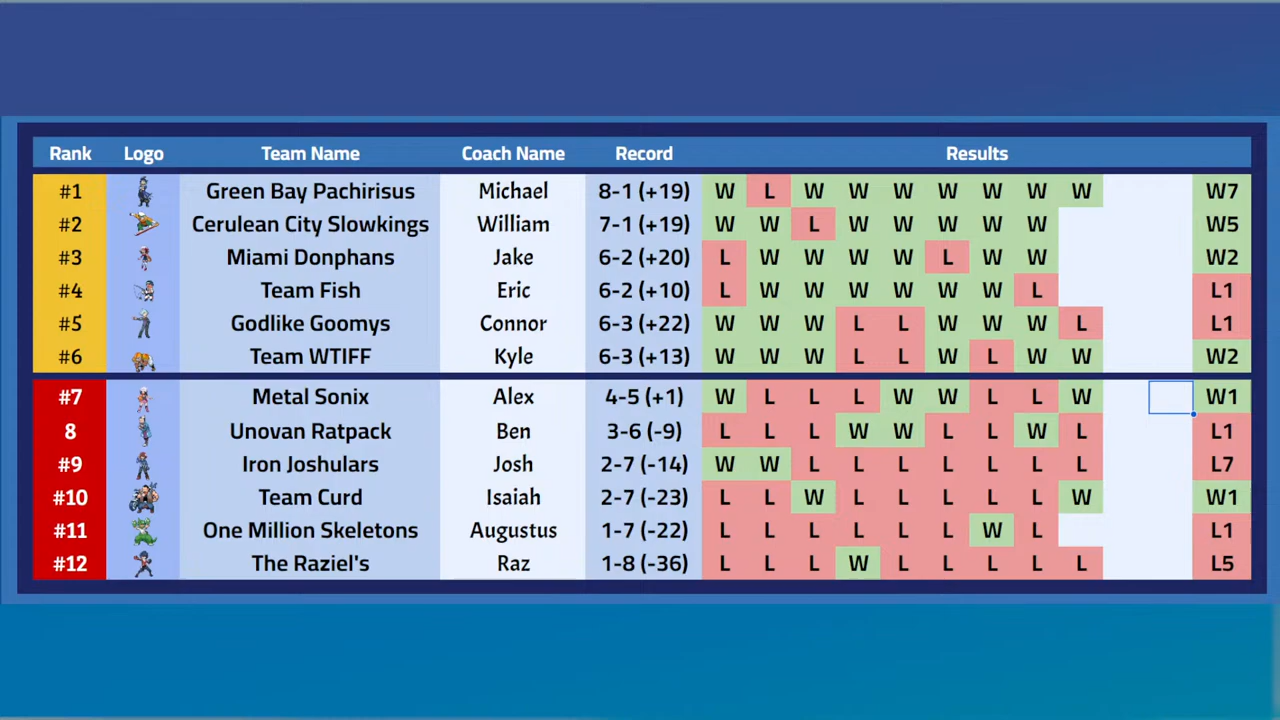 Rank Logo Team Name Coach Name Record Results
#1 Green Bay Pachirisus Michael 8-1 (+19) W L W W W W W W W W7
#2 Cerulean City Slowkings William 7-1 (+19) W W L W W W W W W5
#3 Miami Donphans Jake 6-2 (+20) L W W W W L W W W2
#4 Team Fish Eric 6-2 (+10) L W W W W W W L L1
#5 Godlike Goomys Connor 6-3 (+22) W W W L L W W W L L1
#6 Team WTIFF Kyle 6-3 (+13) W W W L L W L W W W2
#7 Metal Sonix Alex 4-5 (+1) W L L L W W L L W W1
8 Unovan Ratpack Ben 3-6 (-9) L L L W W L L W L L1
#9 Iron Joshulars Josh 2-7 (-14) W W L L L L L L L L7
#10 Team Curd Isaiah 2-7 (-23) L L W L L L L L W W1
#11 One Million Skeletons Augustus 1-7 (-22) L L L L L L W L L1
#12 The Raziel's Raz 1-8 (-36) L L L W L L L L L L5